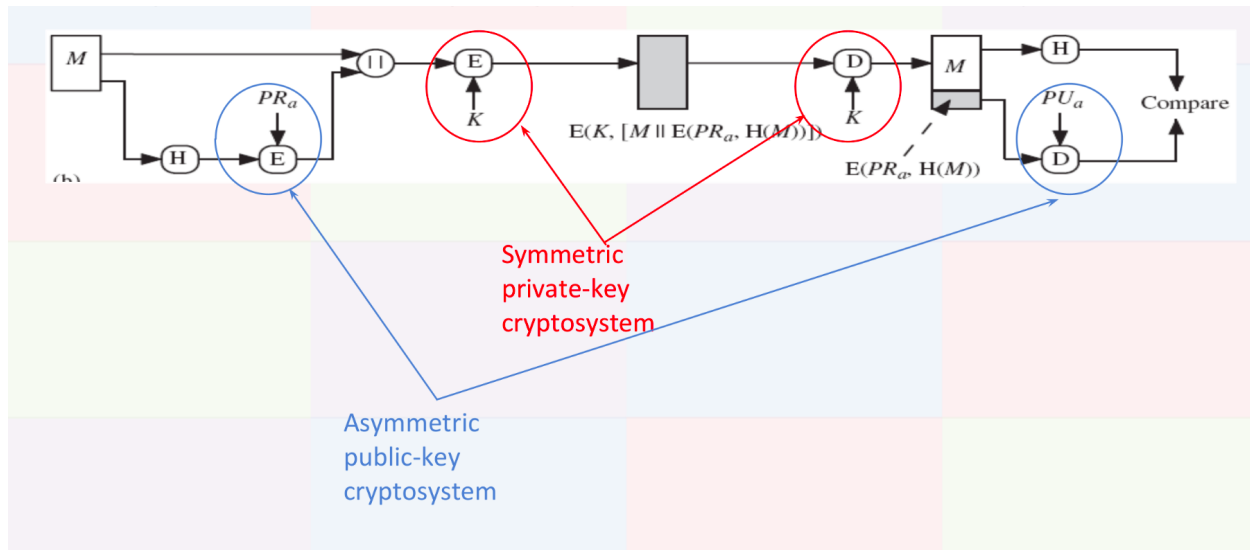 M
H
PRₐ
E
||
E
K
E(K, [M || E(PRₐ, H(M))])
D
K
M
E(PRₐ, H(M))
H
PUₐ
D
Compare
(b)
Symmetric
private-key
cryptosystem
Asymmetric
public-key
cryptosystem